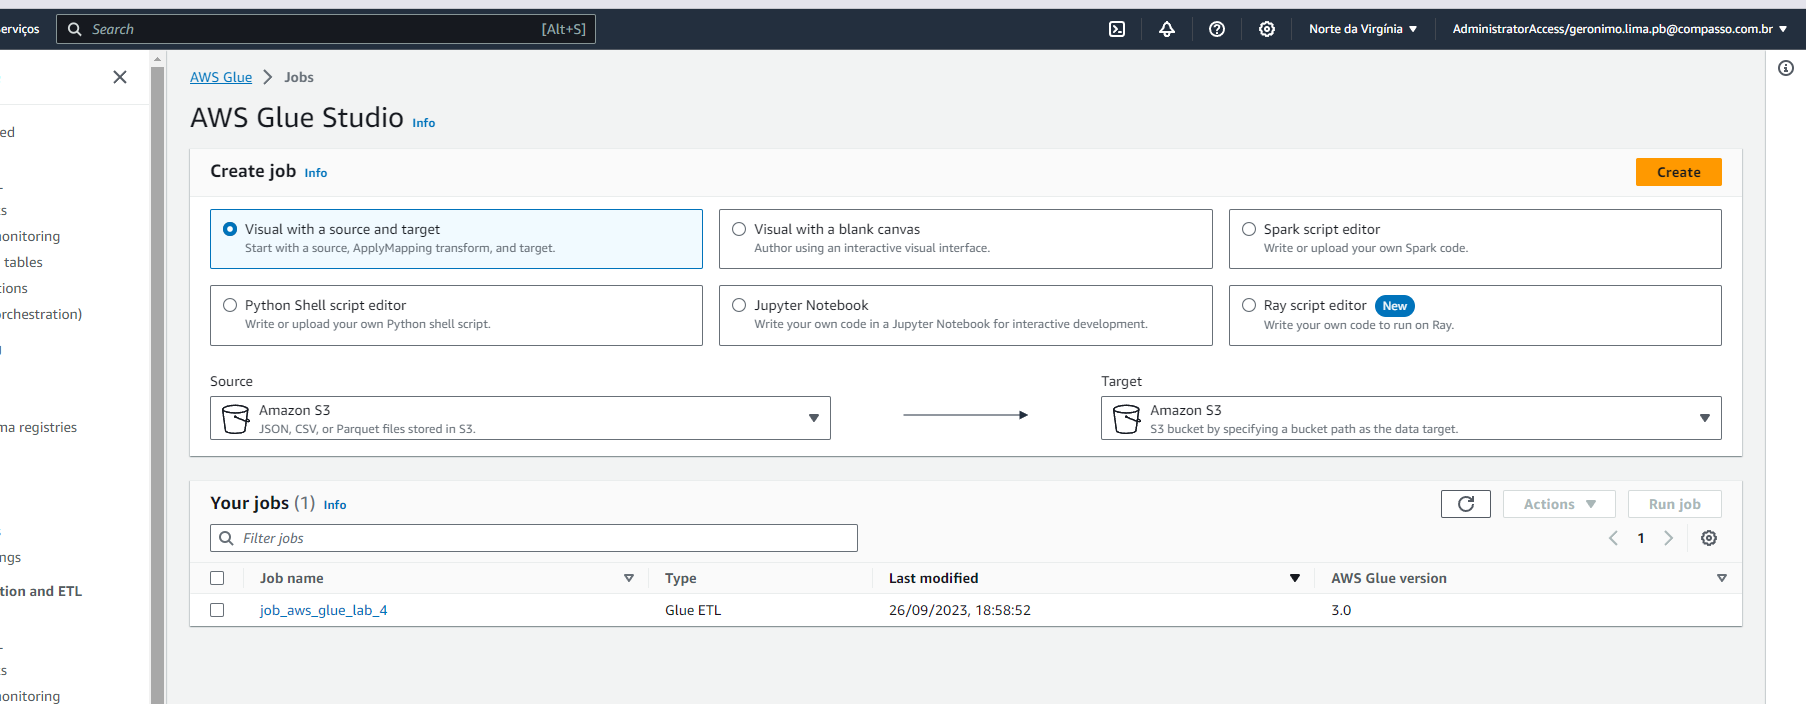 erviços
Search [Alt+S]
Norte da Virgínia
AdministratorAccess/geronimo.lima.pb@compasso.com.br
ed
s
onitoring
tables
tions
orchestration)
ma registries
ngs
tion and ETL
ts
onitoring
AWS Glue > Jobs
AWS Glue Studio Info
Create job Info
Create
Visual with a source and target
Start with a source, ApplyMapping transform, and target.
Visual with a blank canvas
Author using an interactive visual interface.
Spark script editor
Write or upload your own Spark code.
Python Shell script editor
Write or upload your own Python shell script.
Jupyter Notebook
Write your own code in a Jupyter Notebook for interactive development.
Ray script editor New
Write your own code to run on Ray.
Source
Amazon S3
JSON, CSV, or Parquet files stored in S3.
Target
Amazon S3
S3 bucket by specifying a bucket path as the data target.
Your jobs (1) Info
Actions
Run job
Filter jobs
1
Job name Type Last modified AWS Glue version
job_aws_glue_lab_4 Glue ETL 26/09/2023, 18:58:52 3.0